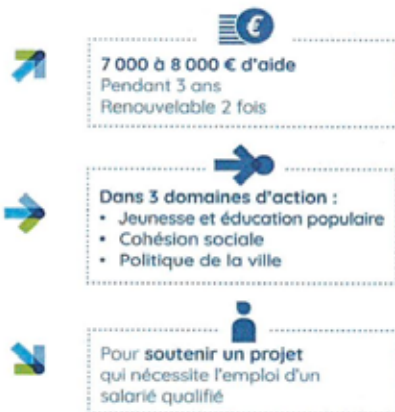 €
7 000 à 8 000 € d'aide
Pendant 3 ans
Renouvelable 2 fois
Dans 3 domaines d'action :
• Jeunesse et éducation populaire
• Cohésion sociale
• Politique de la ville
Pour soutenir un projet
qui nécessite l'emploi d'un
salarié qualifié